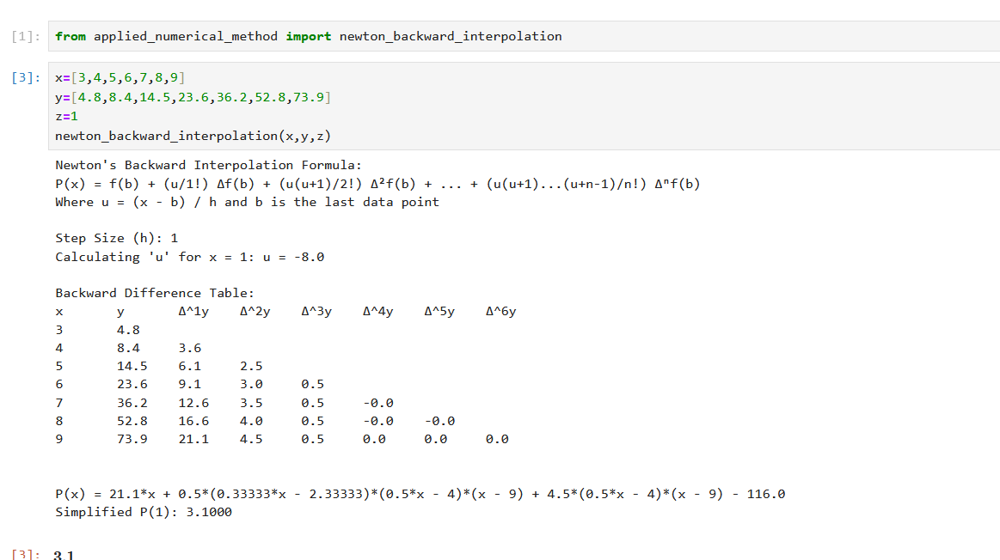 [1]: from applied_numerical_method import newton_backward_interpolation
[3]: x=[3,4,5,6,7,8,9]
y=[4.8,8.4,14.5,23.6,36.2,52.8,73.9]
z=1
newton_backward_interpolation(x,y,z)
Newton's Backward Interpolation Formula:
P(x) = f(b) + (u/1!) Δf(b) + (u(u+1)/2!) Δ²f(b) + ... + (u(u+1)...(u+n-1)/n!) Δⁿf(b)
Where u = (x - b) / h and b is the last data point
Step Size (h): 1
Calculating 'u' for x = 1: u = -8.0
Backward Difference Table:
x y Δ^1y Δ^2y Δ^3y Δ^4y Δ^5y Δ^6y
3 4.8
4 8.4 3.6
5 14.5 6.1 2.5
6 23.6 9.1 3.0 0.5
7 36.2 12.6 3.5 0.5 -0.0
8 52.8 16.6 4.0 0.5 -0.0 -0.0
9 73.9 21.1 4.5 0.5 0.0 0.0 0.0
P(x) = 21.1*x + 0.5*(0.33333*x - 2.33333)*(0.5*x - 4)*(x - 9) + 4.5*(0.5*x - 4)*(x - 9) - 116.0
Simplified P(1): 3.1000
[3]: 3.1